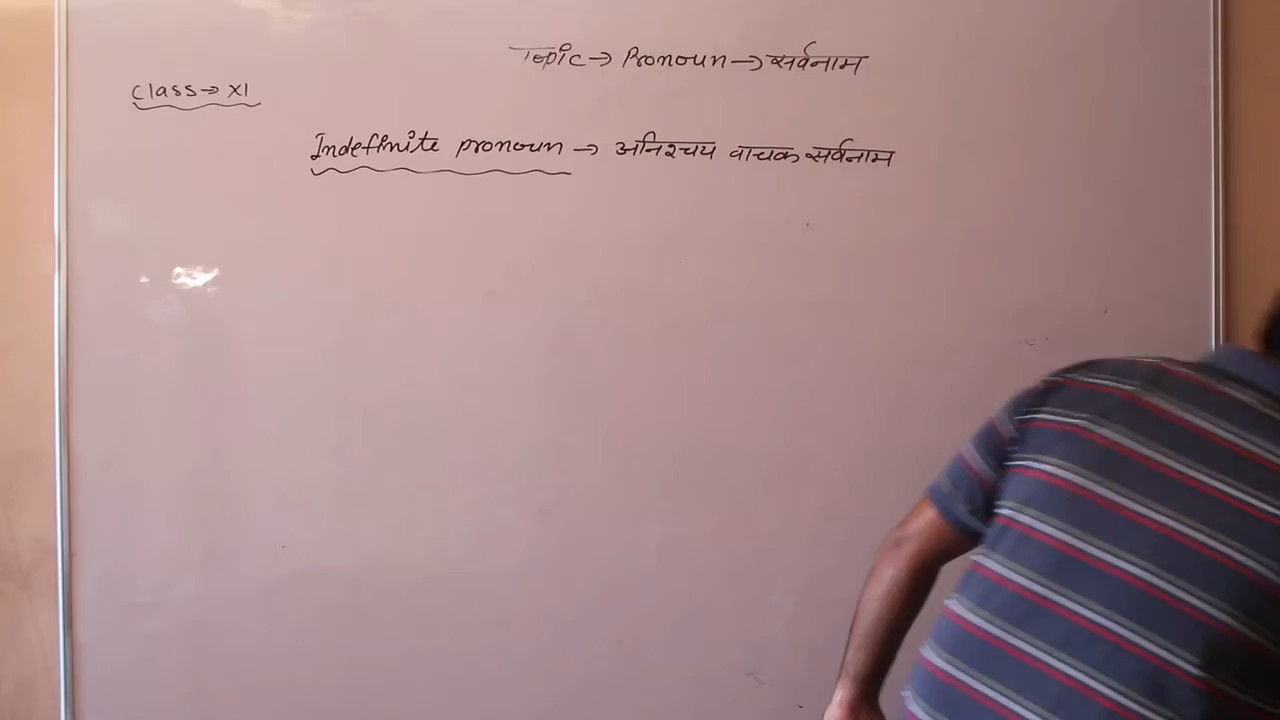 Topic → Pronoun → सर्वनाम
Class → XI
Indefinite pronoun → अनिश्चय वाचक सर्वनाम